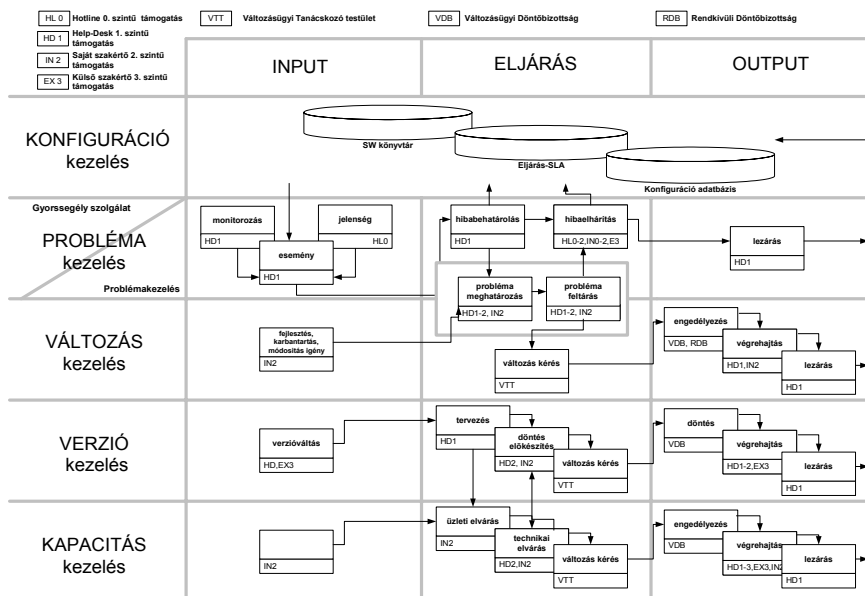 HL 0 Hotline 0. szintű támogatás
VTT Változásügyi Tanácskozó testület
VDB Változásügyi Döntőbizottság
RDB Rendkívüli Döntőbizottság
HD 1 Help-Desk 1. szintű
támogatás
IN 2 Saját szakértő 2. szintű
támogatás
EX 3 Külső szakértő 3. szintű
támogatás
INPUT
ELJÁRÁS
OUTPUT
KONFIGURÁCIÓ
kezelés
SW könyvtár
Eljárás-SLA
Konfiguráció adatbázis
Gyorssegély szolgálat
PROBLÉMA
kezelés
Problémakezelés
monitorozás
HD1
jelenség
HL0
esemény
HD1
hibabehatárolás
HD1
hibaelhárítás
HL0-2,IN0-2,E3
lezárás
HD1
probléma
meghatározás
HD1-2, IN2
probléma
feltárás
HD1-2, IN2
VÁLTOZÁS
kezelés
fejlesztés,
karbantartás,
módosítás igény
IN2
változás kérés
VTT
engedélyezés
VDB, RDB
végrehajtás
HD1,IN2
lezárás
HD1
VERZIÓ
kezelés
verzióváltás
HD,EX3
tervezés
HD1
döntés
előkészítés
HD2, IN2
változás kérés
VTT
döntés
VDB
végrehajtás
HD1-2,EX3
lezárás
HD1
KAPACITÁS
kezelés
IN2
üzleti elvárás
IN2
technikai
elvárás
HD2,IN2
változás kérés
VTT
engedélyezés
VDB
végrehajtás
HD1-3,EX3,IN2
lezárás
HD1